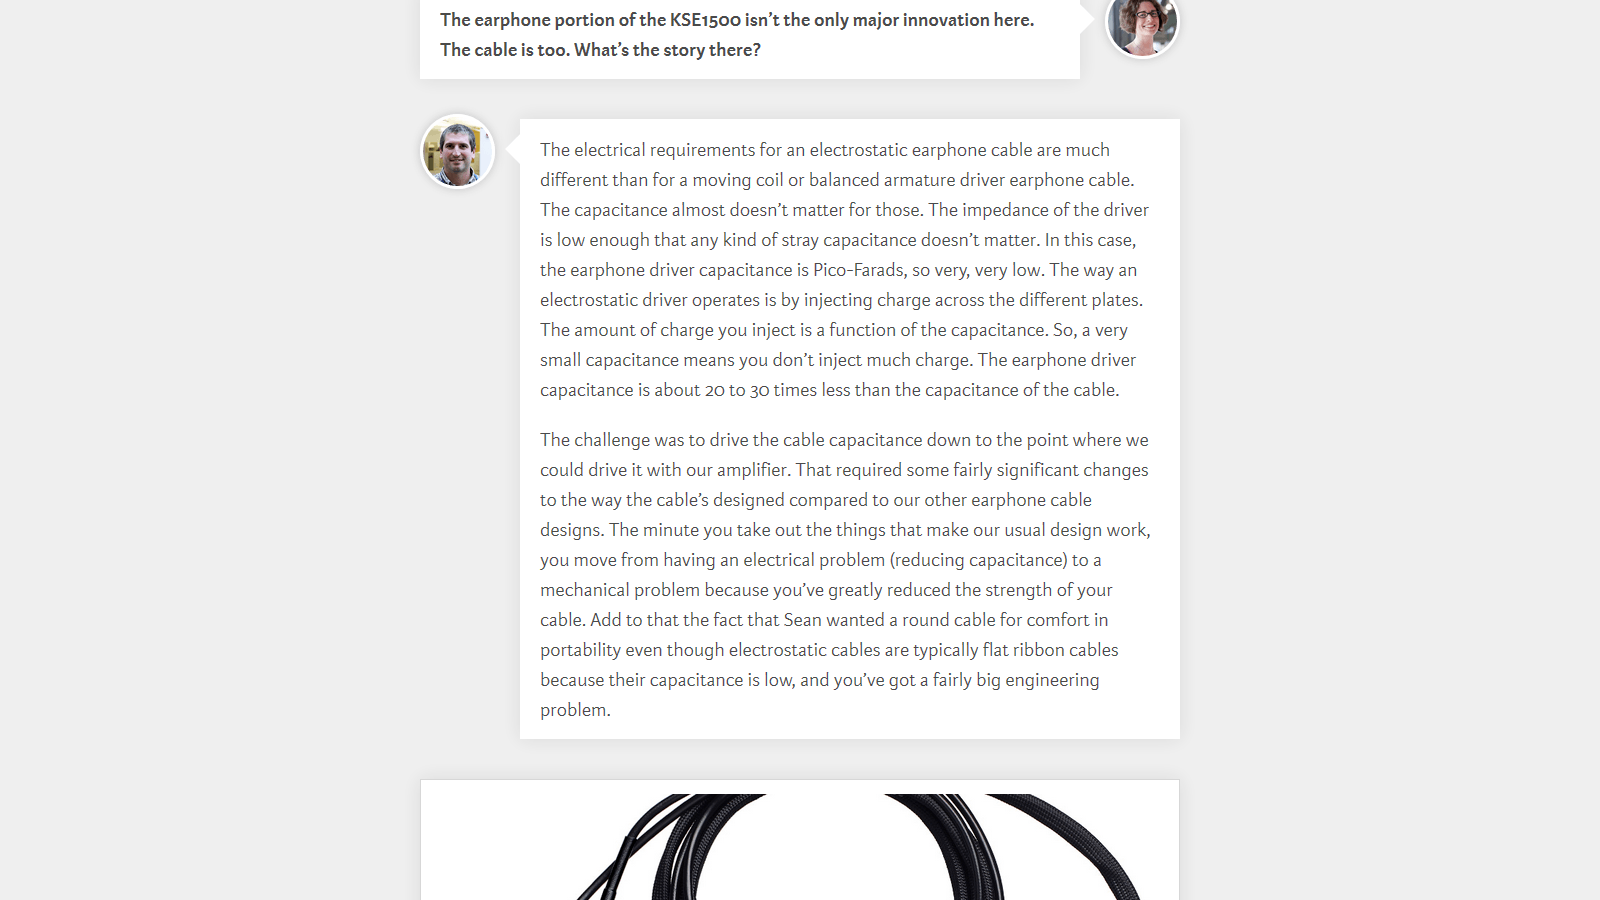 The earphone portion of the KSE1500 isn’t the only major innovation here.
The cable is too. What’s the story there?
The electrical requirements for an electrostatic earphone cable are much
different than for a moving coil or balanced armature driver earphone cable.
The capacitance almost doesn’t matter for those. The impedance of the driver
is low enough that any kind of stray capacitance doesn’t matter. In this case,
the earphone driver capacitance is Pico-Farads, so very, very low. The way an
electrostatic driver operates is by injecting charge across the different plates.
The amount of charge you inject is a function of the capacitance. So, a very
small capacitance means you don’t inject much charge. The earphone driver
capacitance is about 20 to 30 times less than the capacitance of the cable.
The challenge was to drive the cable capacitance down to the point where we
could drive it with our amplifier. That required some fairly significant changes
to the way the cable’s designed compared to our other earphone cable
designs. The minute you take out the things that make our usual design work,
you move from having an electrical problem (reducing capacitance) to a
mechanical problem because you’ve greatly reduced the strength of your
cable. Add to that the fact that Sean wanted a round cable for comfort in
portability even though electrostatic cables are typically flat ribbon cables
because their capacitance is low, and you’ve got a fairly big engineering
problem.